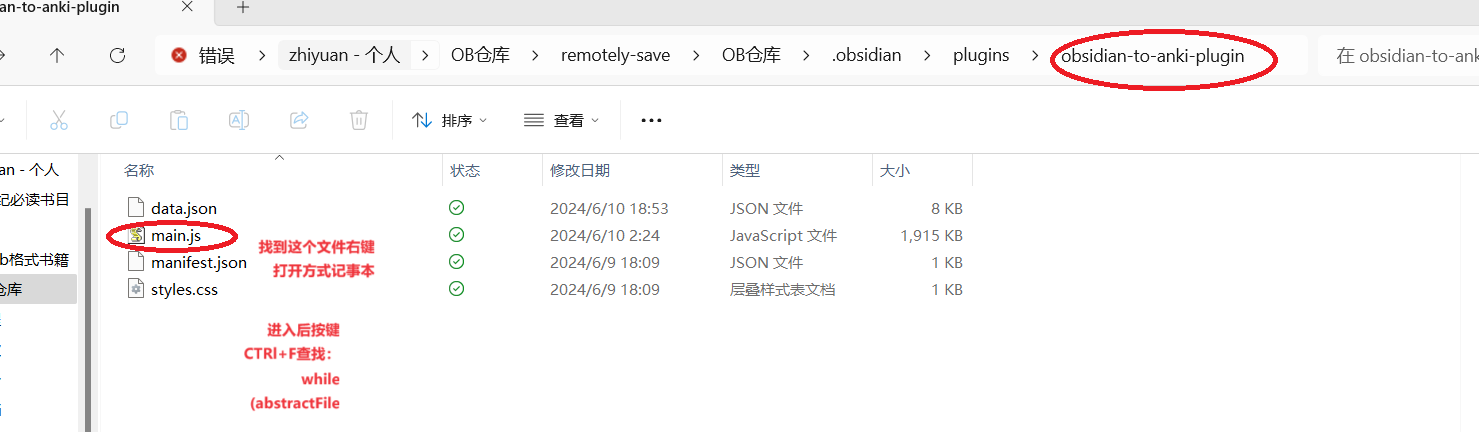 an-to-anki-plugin
错误 zhiyuan - 个人 OB仓库 remotely-save OB仓库 .obsidian plugins obsidian-to-anki-plugin 在 obsidian-to-ank
排序 查看
an - 个人
名称 状态 修改日期 类型 大小
纪必读书目
data.json 2024/6/10 18:53 JSON 文件 8 KB
main.js 2024/6/10 2:24 JavaScript 文件 1,915 KB
找到这个文件右键
b格式书籍
manifest.json 2024/6/9 18:09 JSON 文件 1 KB
打开方式记事本
仓库
styles.css 2024/6/9 18:09 层叠样式表文档 1 KB
进入后按键
CTRl+F查找：
while
(abstractFile